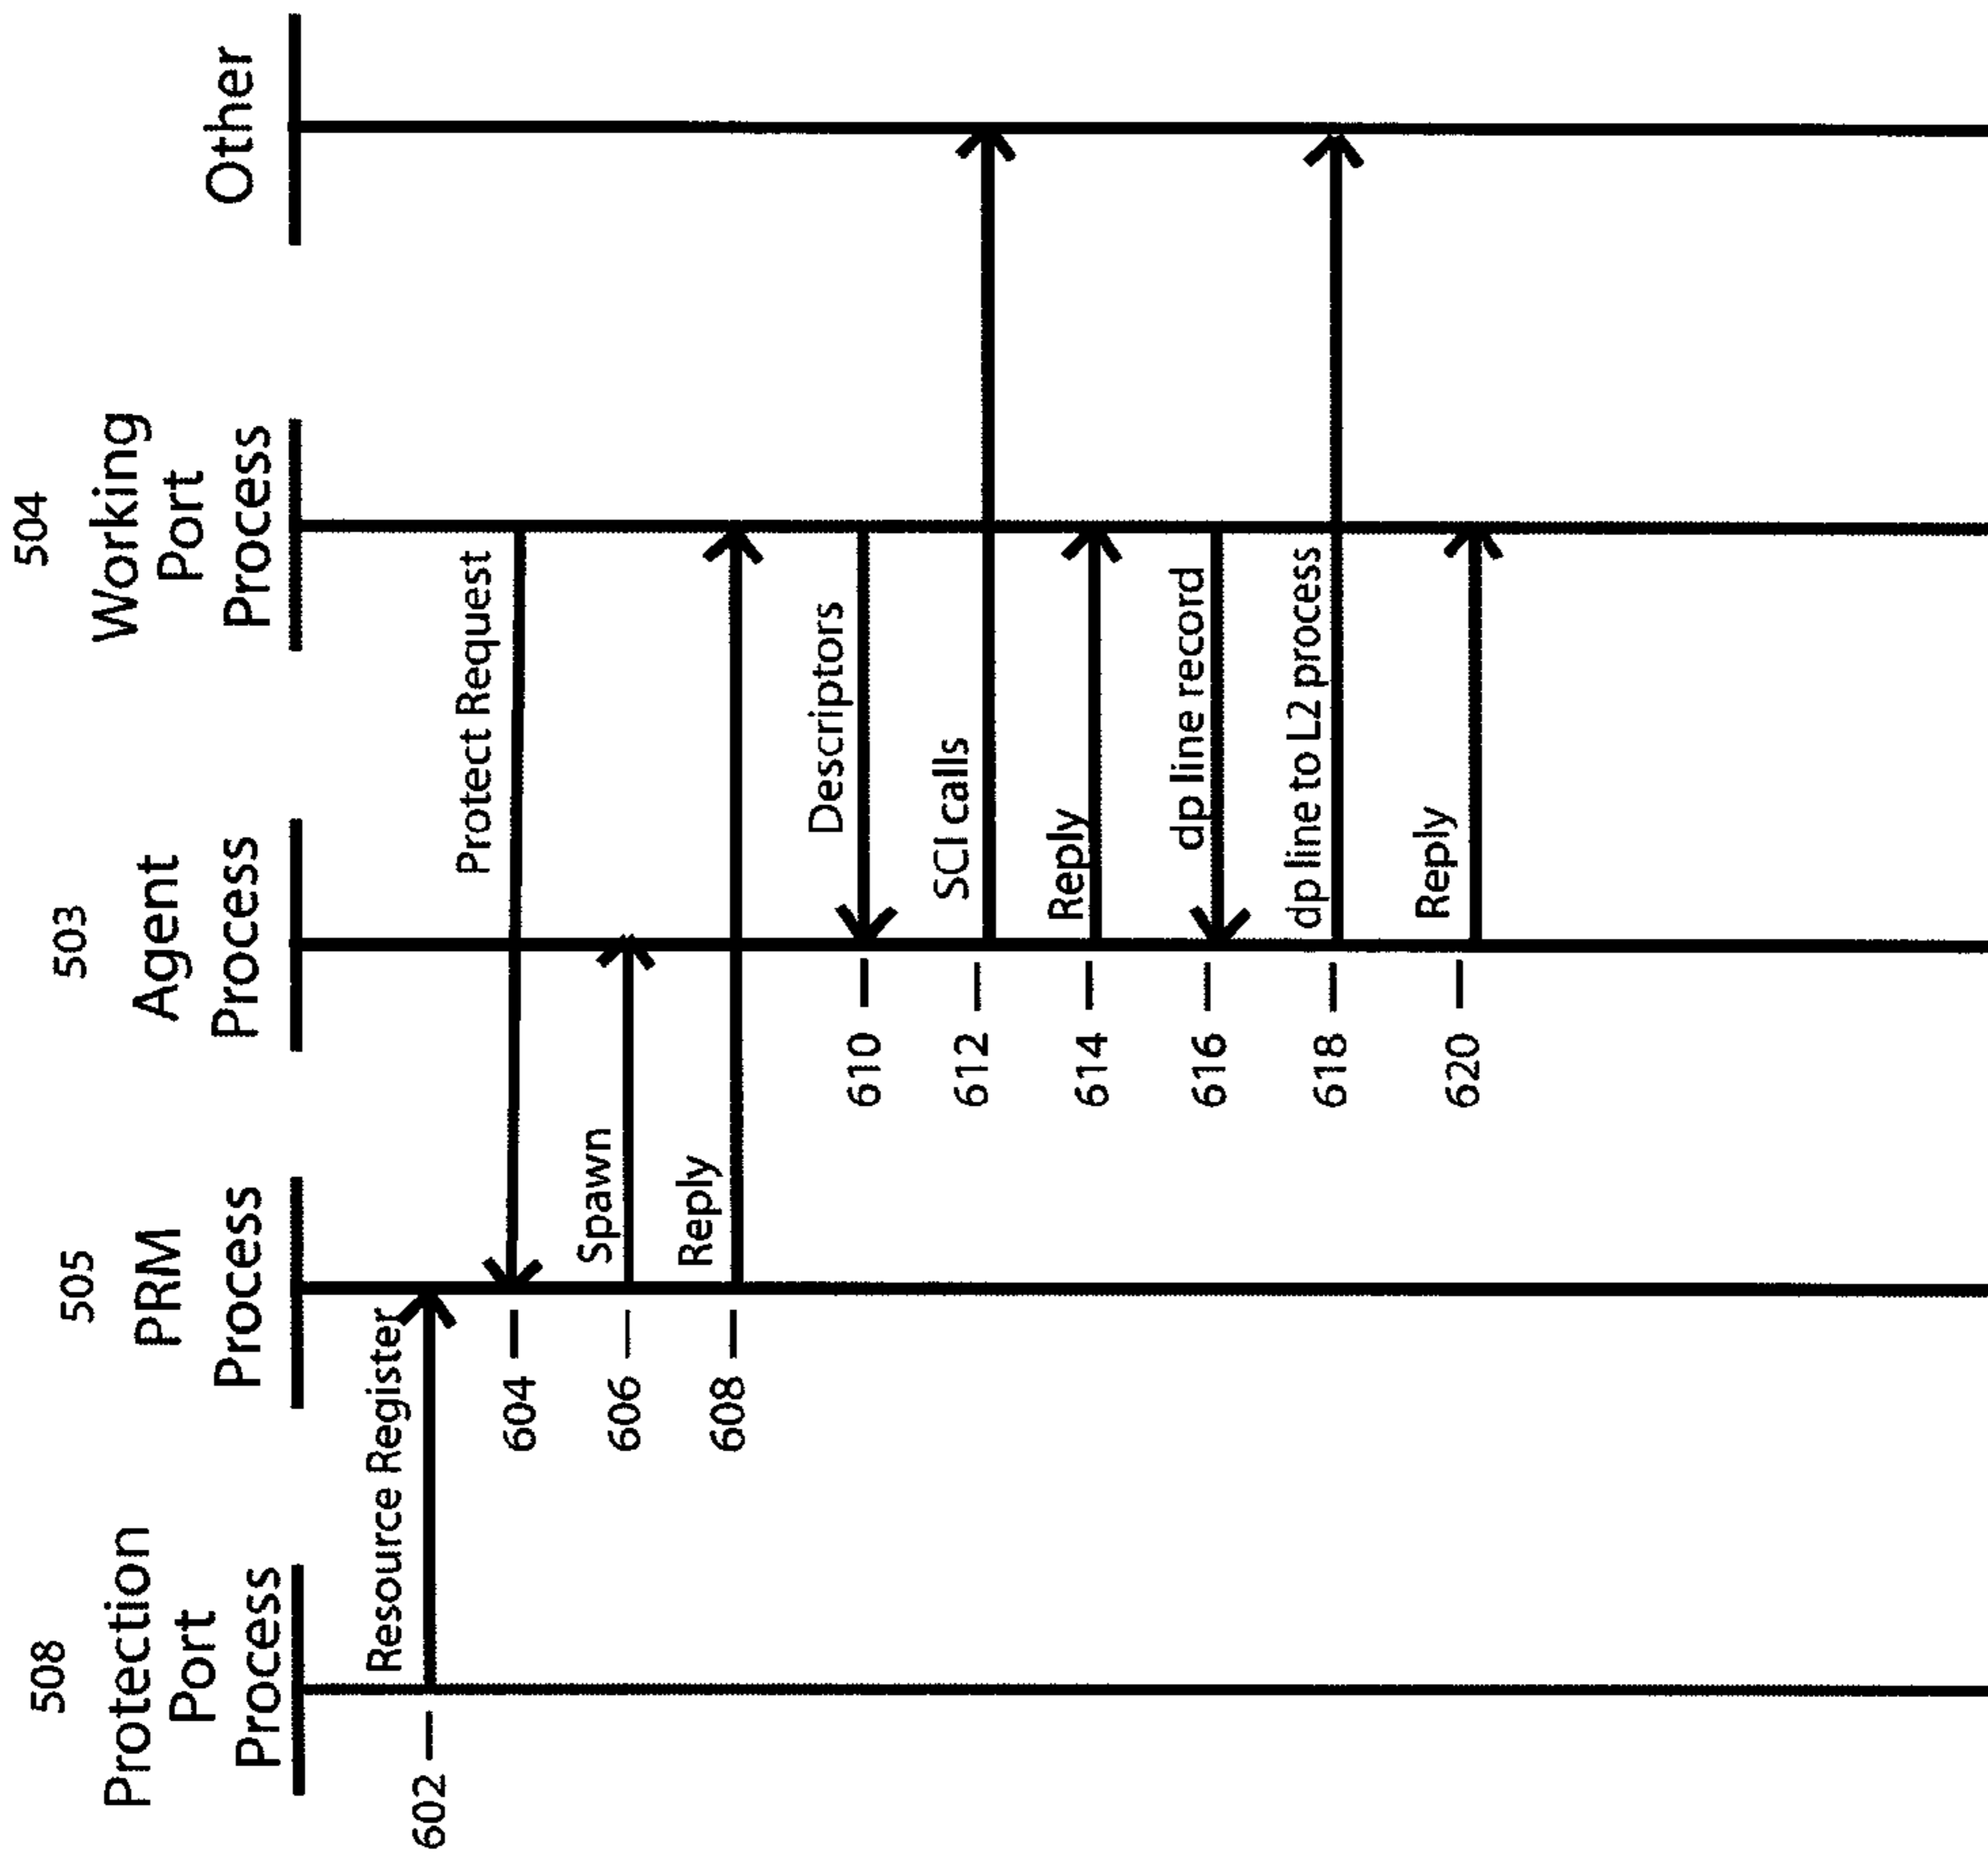 508
Protection
Port
Process
505
PRM
Process
503
Agent
Process
504
Working
Port
Process
Other
602
Resource Register
604
Protect Request
606
Spawn
608
Reply
610
Descriptors
612
SCI calls
614
Reply
616
dp line record
618
dp line to L2 process
620
Reply